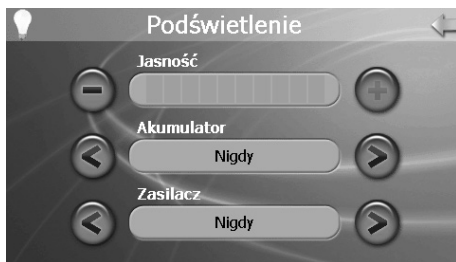 Podświetlenie
Jasność
Akumulator
Nigdy
Zasilacz
Nigdy